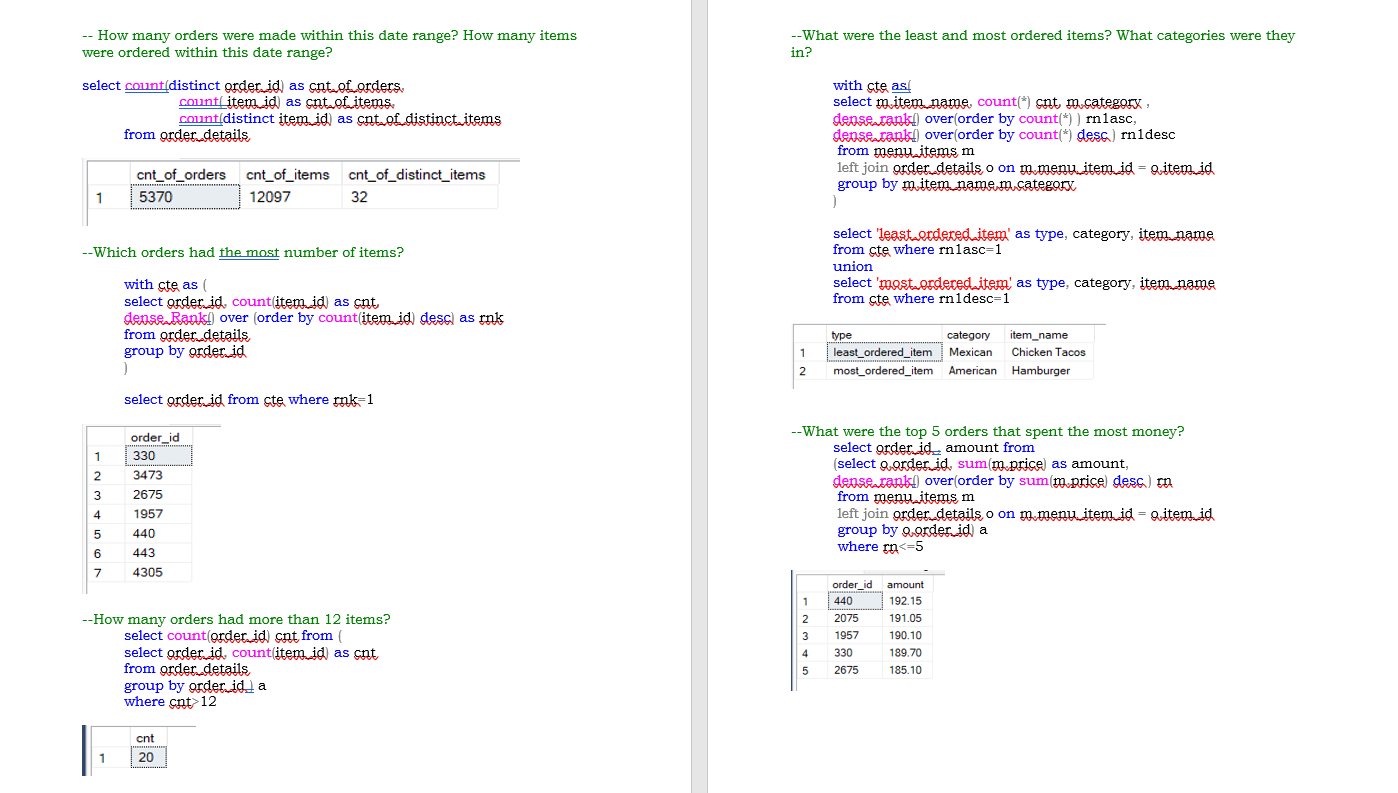 -- How many orders were made within this date range? How many items
were ordered within this date range?
select count(distinct order_id) as cnt_of_orders,
count( item_id) as cnt_of_items,
count(distinct item_id) as cnt_of_distinct_items
from order_details
cnt_of_orders cnt_of_items cnt_of_distinct_items
1 5370 12097 32
--Which orders had the most number of items?
with cte as (
select order_id, count(item_id) as cnt,
dense_Rank() over (order by count(item_id) desc) as rnk
from order_details
group by order_id
)
select order_id from cte where rnk=1
order_id
1 330
2 3473
3 2675
4 1957
5 440
6 443
7 4305
--How many orders had more than 12 items?
select count(order_id) cnt from (
select order_id, count(item_id) as cnt
from order_details
group by order_id ) a
where cnt>12
cnt
1 20
--What were the least and most ordered items? What categories were they
in?
with cte as(
select m.item_name, count(*) cnt, m.category ,
dense_rank() over(order by count(*) ) rn1asc,
dense_rank() over(order by count(*) desc ) rn1desc
from menu_items m
left join order_details o on m.menu_item_id = o.item_id
group by m.item_name,m.category
)
select 'least_ordered_item' as type, category, item_name
from cte where rn1asc=1
union
select 'most_ordered_item' as type, category, item_name
from cte where rn1desc=1
type category item_name
1 least_ordered_item Mexican Chicken Tacos
2 most_ordered_item American Hamburger
--What were the top 5 orders that spent the most money?
select order_id , amount from
(select o.order_id, sum(m.price) as amount,
dense_rank() over(order by sum(m.price) desc ) rn
from menu_items m
left join order_details o on m.menu_item_id = o.item_id
group by o.order_id) a
where rn<=5
order_id amount
1 440 192.15
2 2075 191.05
3 1957 190.10
4 330 189.70
5 2675 185.10